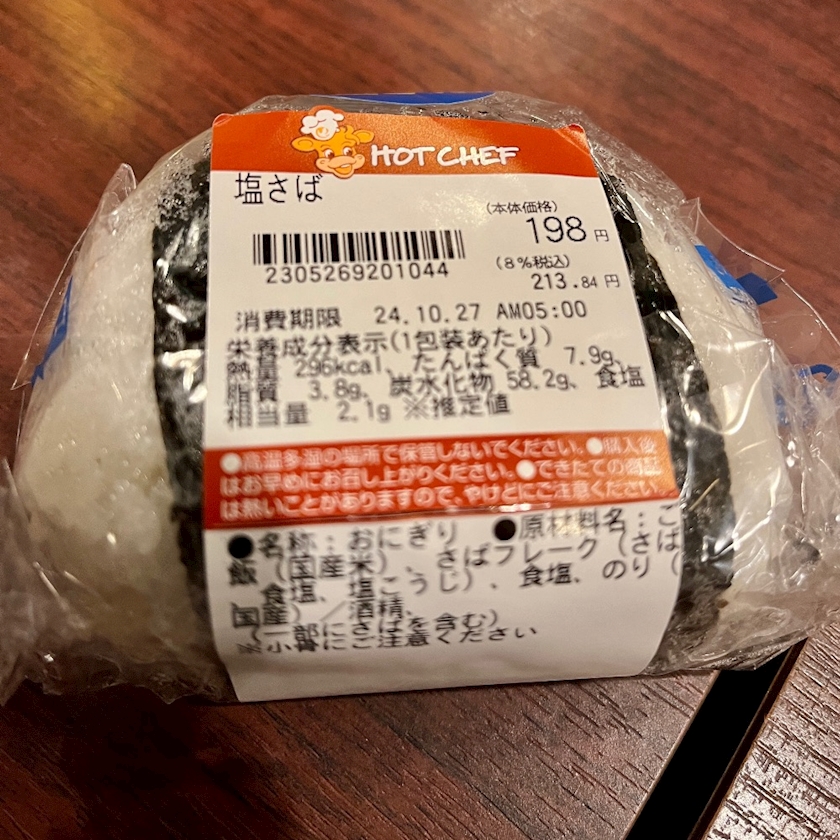 HOT CHEF
塩さば
(本体価格)
198 円
2305269201044
(8%税込)
213.84 円
消費期限 24.10.27 AM05:00
栄養成分表示(1包装あたり)
熱量 296kcal、たんぱく質 7.9g、
脂質 3.8g、炭水化物 58.2g、食塩
相当量 2.1g ※推定値
●高温多湿の場所で保管しないでください。●購入後
はお早めにお召し上がりください。●できたての商品
は熱いことがありますので、やけどにご注意ください。
●名称:おにぎり ●原材料名:ご
飯(国産米)、さばフレーク(さば(
、食塩、塩こうじ)、食塩、のり(
国産)/酒精、
(一部にさばを含む)
※小骨にご注意ください